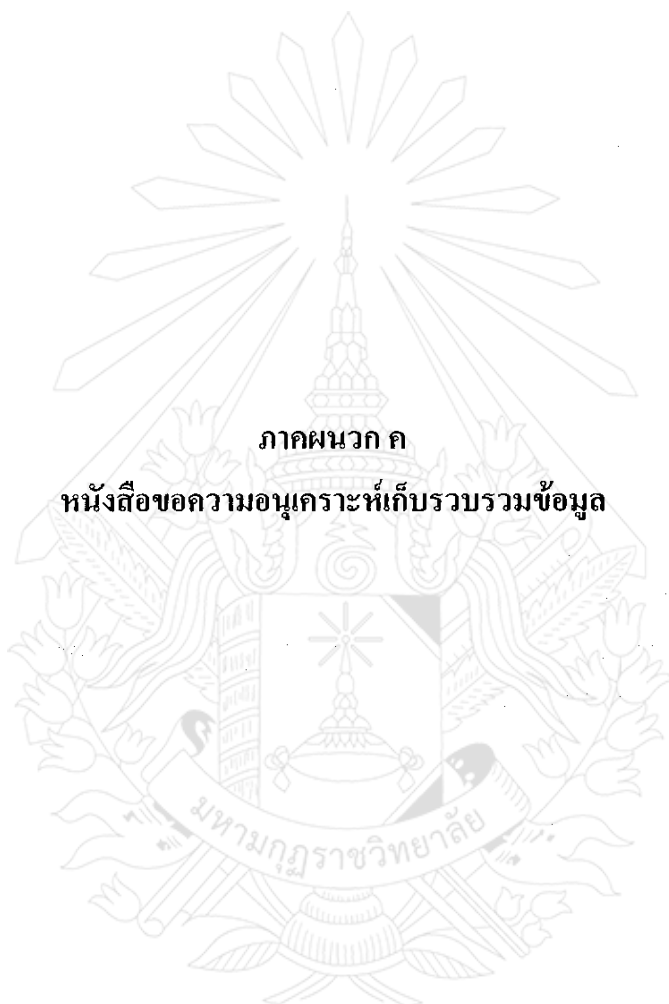 ภาคผนวก ค
หนังสือขอความอนุเคราะห์เก็บรวบรวมข้อมูล
มหามกุฏราชวิทยาลัย